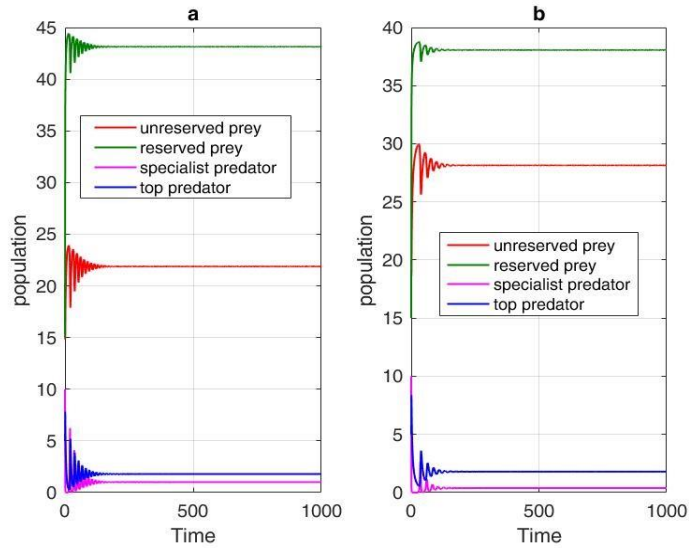 a
45
40
35
30
25
20
15
10
5
0
population
unreserved prey
reserved prey
specialist predator
top predator
0 500 1000
Time
b
40
35
30
25
20
15
10
5
0
population
unreserved prey
reserved prey
specialist predator
top predator
0 500 1000
Time